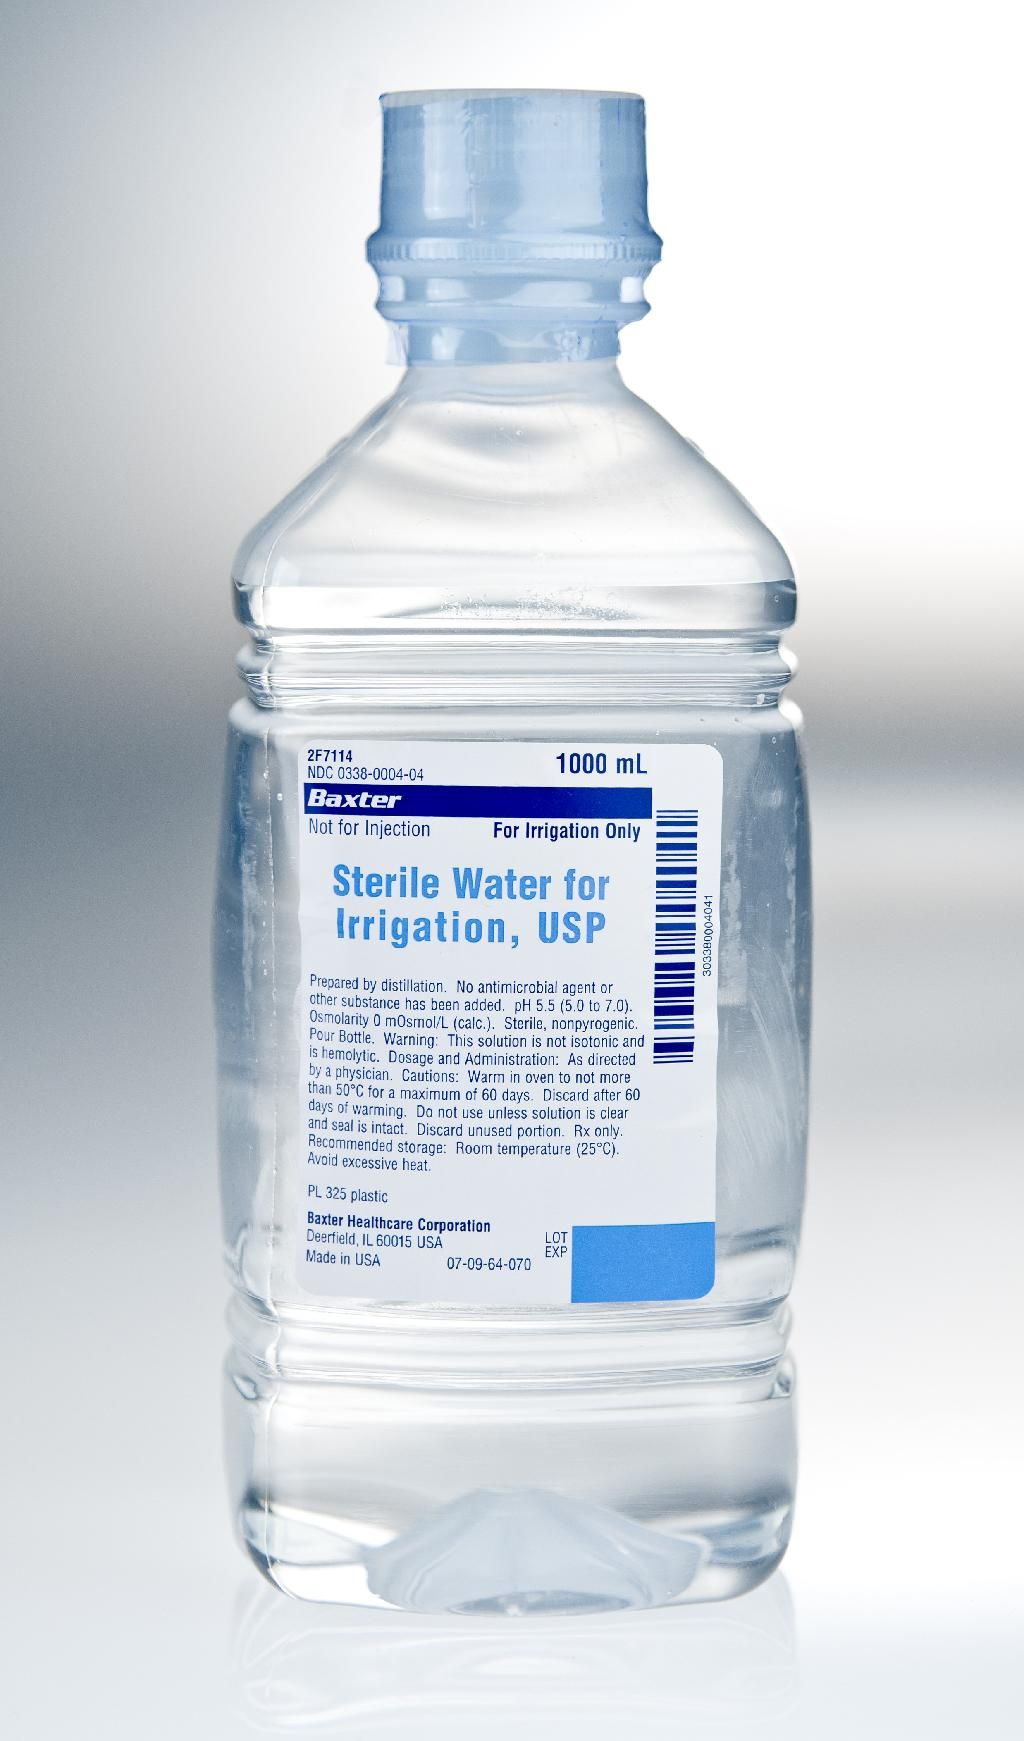 2F7114
NDC 0338-0004-04
1000 mL
Baxter
Not for Injection
For Irrigation Only
Sterile Water for
Irrigation, USP
Prepared by distillation. No antimicrobial agent or
other substance has been added. pH 5.5 (5.0 to 7.0).
Osmolarity 0 mOsmol/L (calc.). Sterile, nonpyrogenic.
Pour Bottle. Warning: This solution is not isotonic and
is hemolytic. Dosage and Administration: As directed
by a physician. Cautions: Warm in oven to not more
than 50°C for a maximum of 60 days. Discard after 60
days of warming. Do not use unless solution is clear
and seal is intact. Discard unused portion. Rx only.
Recommended storage: Room temperature (25°C).
Avoid excessive heat.
PL 325 plastic
Baxter Healthcare Corporation
Deerfield, IL 60015 USA
Made in USA
07-09-64-070
LOT
EXP
303380004041